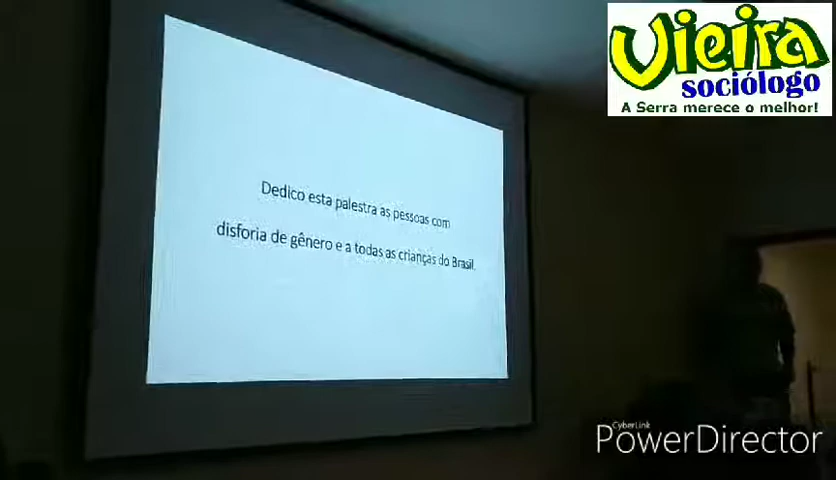 Vieira
sociólogo
A Serra merece o melhor!
Dedico esta palestra as pessoas com
disforia de gênero e a todas as crianças do Brasil.
CyberLink
PowerDirector